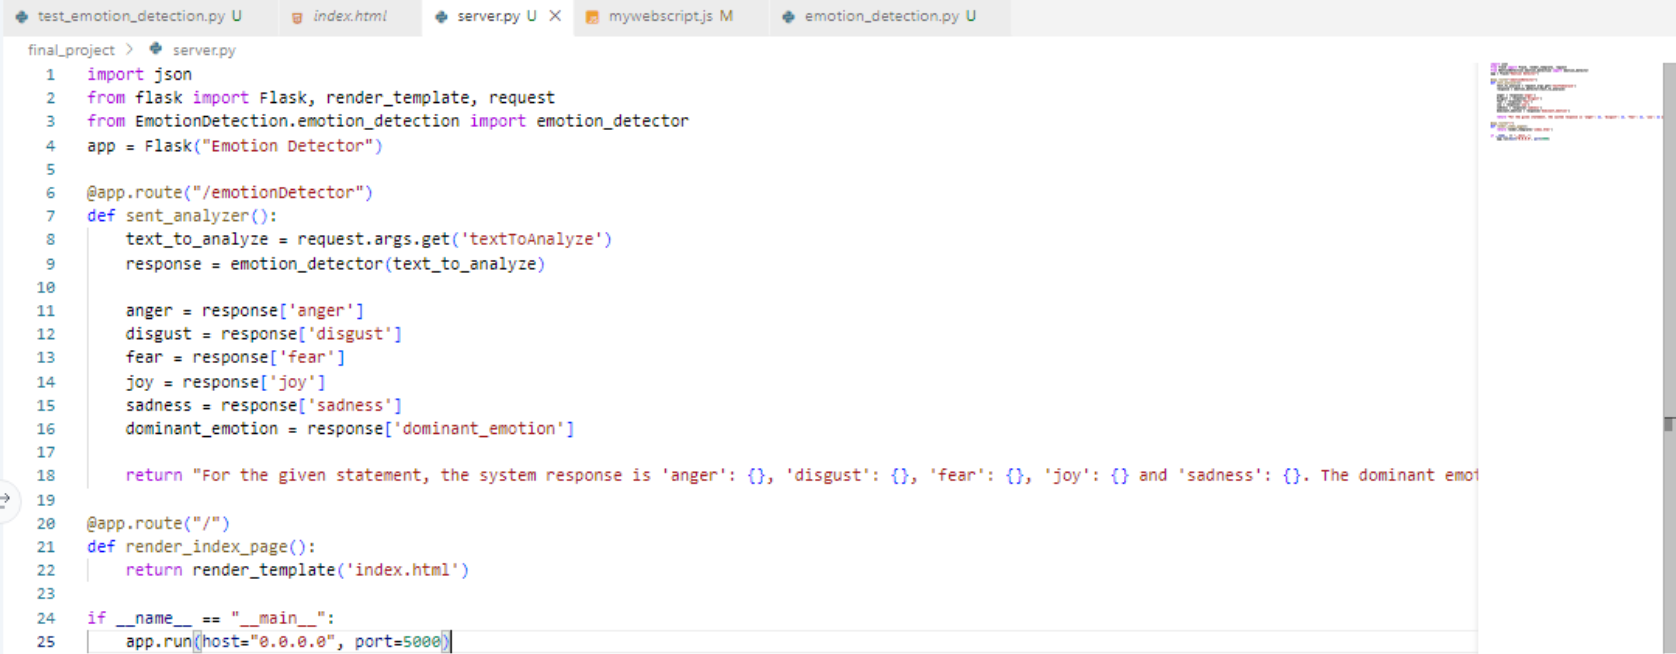 test_emotion_detection.py U index.html server.py U mywebscript.js M emotion_detection.py U
final_project > server.py
1 import json
2 from flask import Flask, render_template, request
3 from EmotionDetection.emotion_detection import emotion_detector
4 app = Flask("Emotion Detector")
5
6 @app.route("/emotionDetector")
7 def sent_analyzer():
8     text_to_analyze = request.args.get('textToAnalyze')
9     response = emotion_detector(text_to_analyze)
10
11     anger = response['anger']
12     disgust = response['disgust']
13     fear = response['fear']
14     joy = response['joy']
15     sadness = response['sadness']
16     dominant_emotion = response['dominant_emotion']
17
18     return "For the given statement, the system response is 'anger': {}, 'disgust': {}, 'fear': {}, 'joy': {} and 'sadness': {}. The dominant emot
19
20 @app.route("/")
21 def render_index_page():
22     return render_template('index.html')
23
24 if __name__ == "__main__":
25     app.run(host="0.0.0.0", port=5000)